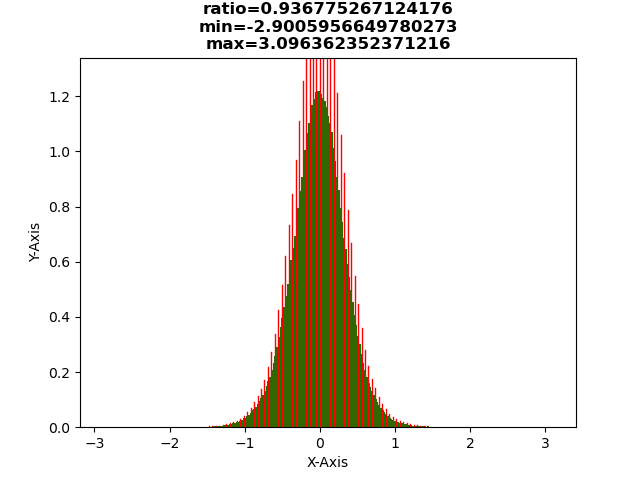 ratio=0.936775267124176
min=-2.9005956649780273
max=3.096362352371216
1.2
1.0
0.8
Y-Axis
0.6
0.4
0.2
0.0
−3 −2 −1 0 1 2 3
X-Axis